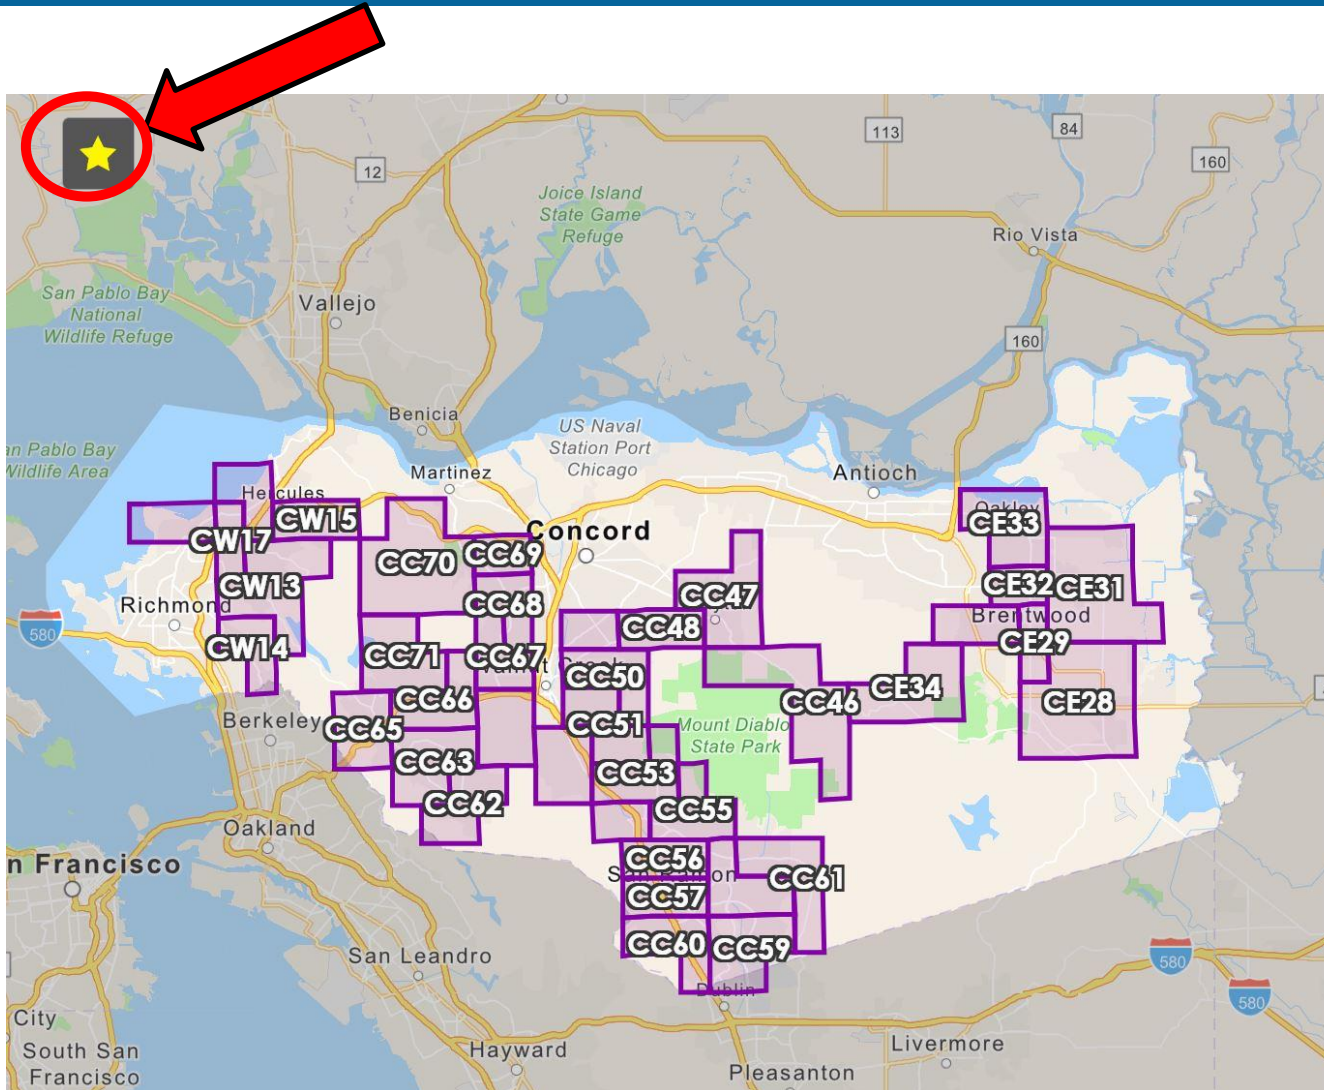 113
84
160
12
Joice Island
State Game
Refuge
Rio Vista
San Pablo Bay
National
Wildlife Refuge
Vallejo
160
Benicia
US Naval
Station Port
Chicago
an Pablo Bay
Wildlife Area
Martinez
Antioch
Hercules
Oakley
CW15
CE33
Concord
CW17
CC69
CC70
CW13
CC68
CC47
CE32
CE31
Richmond
580
Brentwood
CC48
CE29
CW14
CC71
CC67
CC50
CC66
CE34
CC46
CE28
Berkeley
CC65
CC51
Mount Diablo
State Park
CC63
CC53
CC62
CC55
Oakland
n Francisco
CC56
San Ramon
CC61
CC57
CC60
CC59
San Leandro
580
Dublin
580
City
South San
Francisco
Hayward
Livermore
Pleasanton